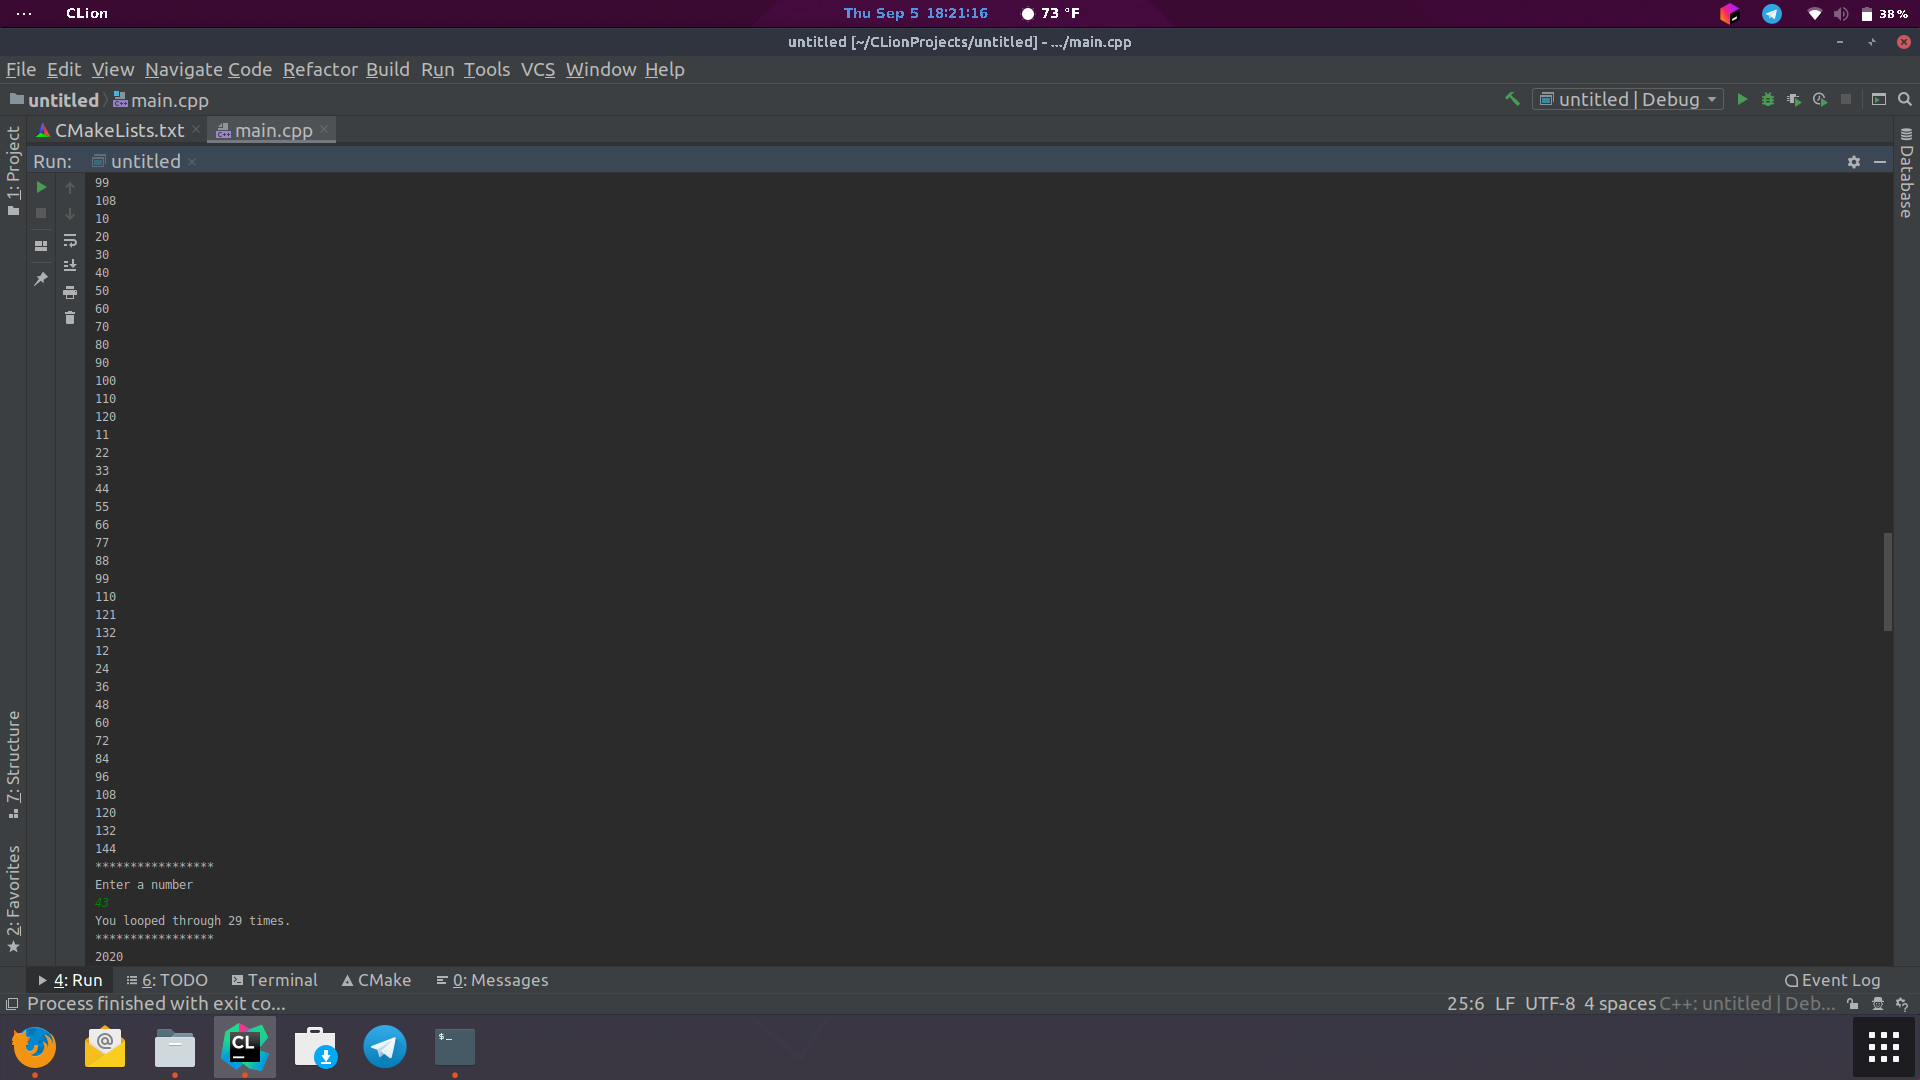 CLion
Thu Sep 5 18:21:16
73 °F
38%
untitled [~/CLionProjects/untitled] - .../main.cpp
File Edit View Navigate Code Refactor Build Run Tools VCS Window Help
untitled main.cpp
untitled | Debug
CMakeLists.txt
main.cpp
1: Project
Database
Run: untitled
99
108
10
20
30
40
50
60
70
80
90
100
110
120
11
22
33
44
55
66
77
88
99
110
121
132
12
24
36
48
60
72
84
96
108
120
132
144
*****************
Enter a number
43
You looped through 29 times.
*****************
2020
7: Structure
2: Favorites
4: Run 6: TODO Terminal CMake 0: Messages Event Log
Process finished with exit co...
25:6 LF UTF-8 4 spaces C++: untitled | Deb...
@
CL
$_